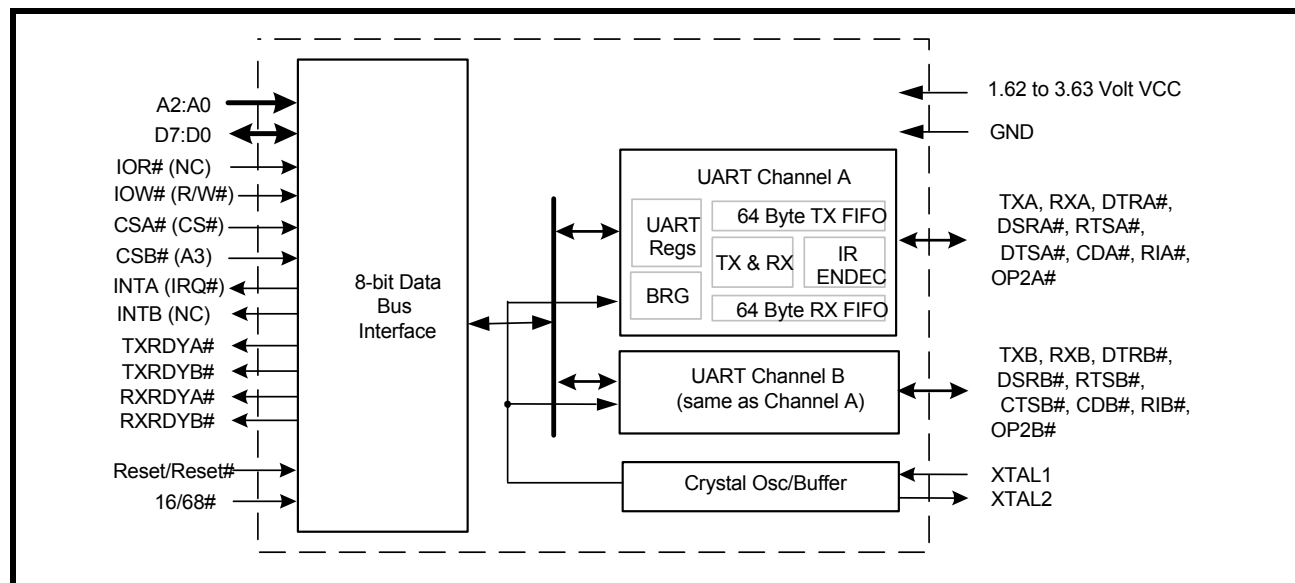 A2:A0
D7:D0
IOR# (NC)
IOW# (R/W#)
CSA# (CS#)
CSB# (A3)
INTA (IRQ#)
INTB (NC)
TXRDYA#
TXRDYB#
RXRDYA#
RXRDYB#
Reset/Reset#
16/68#
8-bit Data
Bus
Interface
UART Channel A
UART
Regs
BRG
64 Byte TX FIFO
TX & RX
IR
ENDEC
64 Byte RX FIFO
UART Channel B
(same as Channel A)
Crystal Osc/Buffer
1.62 to 3.63 Volt VCC
GND
TXA, RXA, DTRA#,
DSRA#, RTSA#,
DTSA#, CDA#, RIA#,
OP2A#
TXB, RXB, DTRB#,
DSRB#, RTSB#,
CTSB#, CDB#, RIB#,
OP2B#
XTAL1
XTAL2